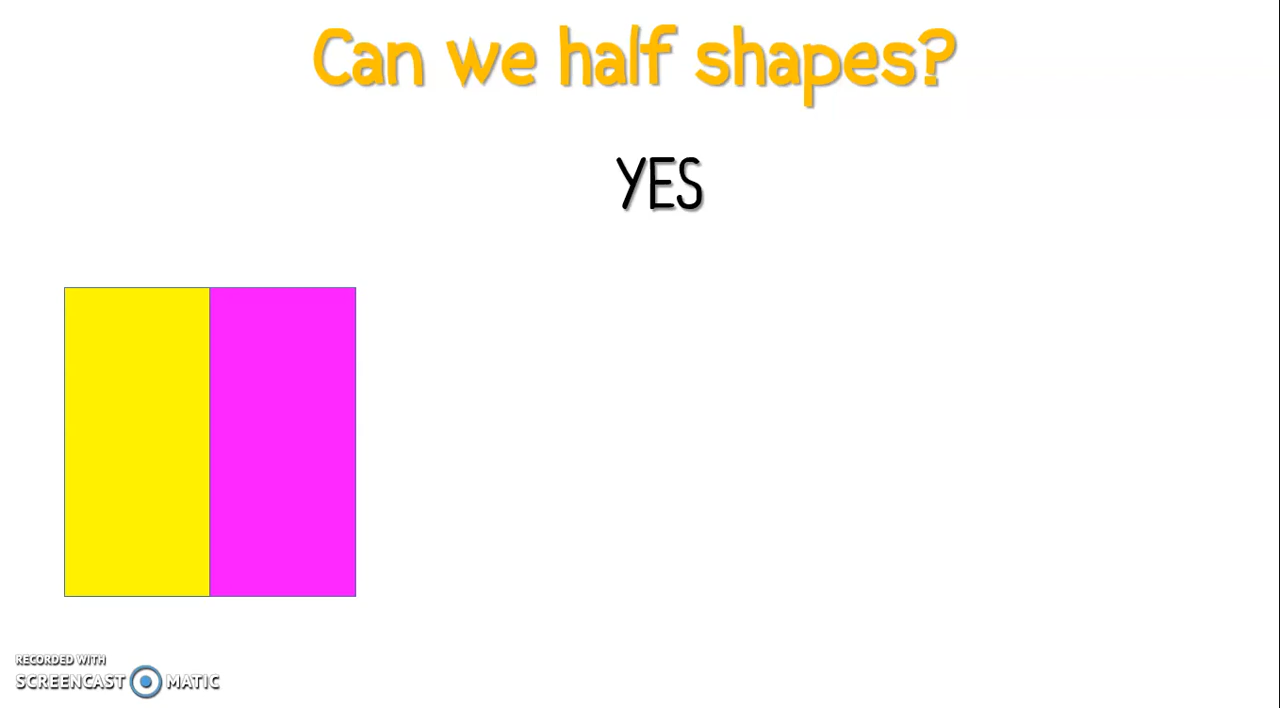 Can we half shapes?
YES
RECORDED WITH
SCREENCAST MATIC